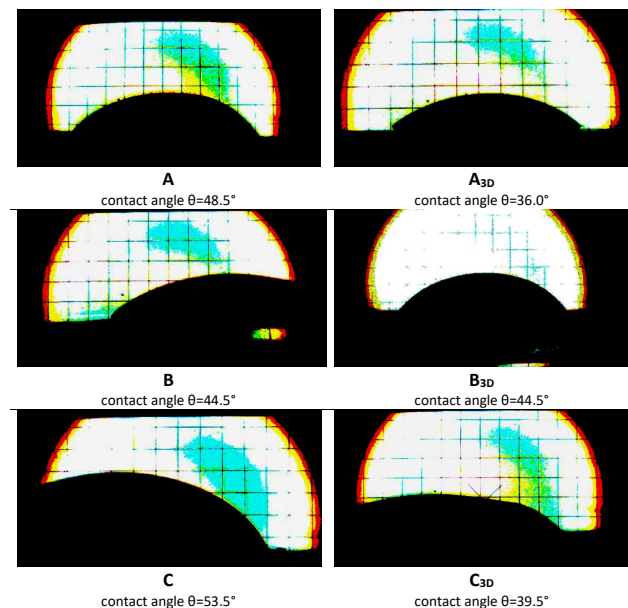 A A3D
contact angle θ=48.5° contact angle θ=36.0°
B B3D
contact angle θ=44.5° contact angle θ=44.5°
C C3D
contact angle θ=53.5° contact angle θ=39.5°